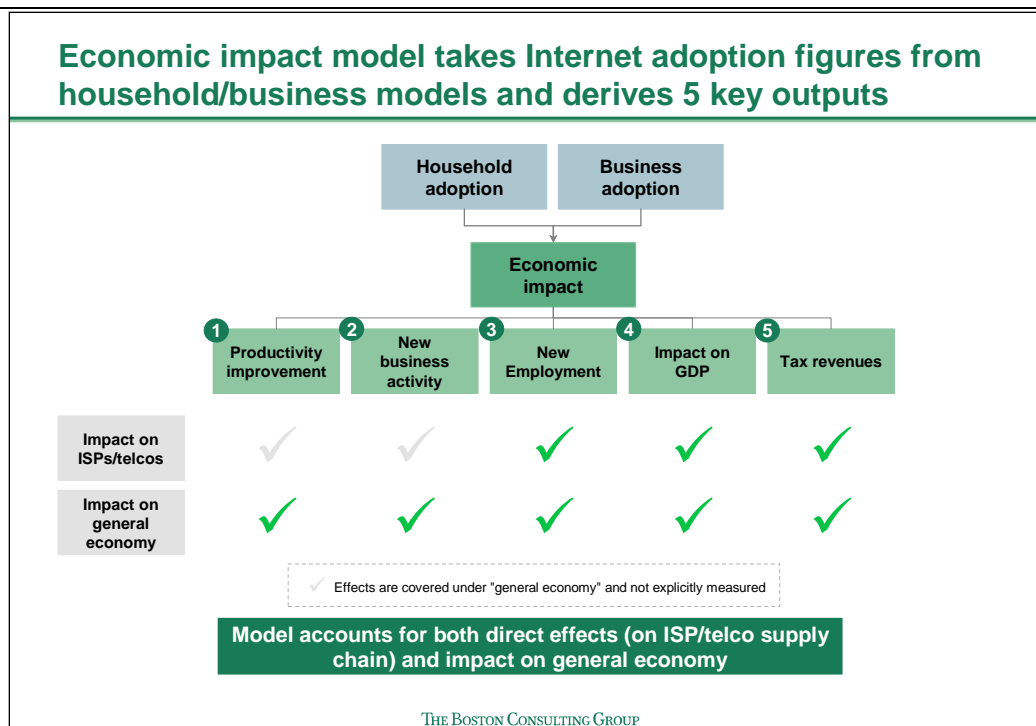 Economic impact model takes Internet adoption figures from
household/business models and derives 5 key outputs
Household
adoption
Business
adoption
Economic
impact
1
Productivity
improvement
2
New
business
activity
3
New
Employment
4
Impact on
GDP
5
Tax revenues
Impact on
ISPs/telcos
Impact on
general
economy
Effects are covered under "general economy" and not explicitly measured
Model accounts for both direct effects (on ISP/telco supply
chain) and impact on general economy
THE BOSTON CONSULTING GROUP